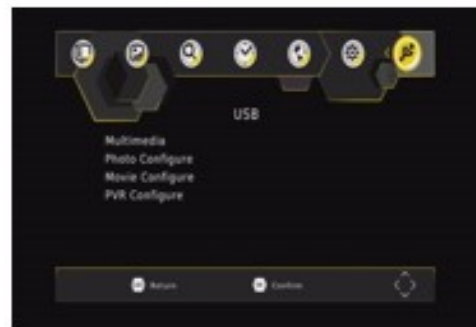 USB
Multimedia
Photo Configure
Movie Configure
PVR Configure
Return
Confirm